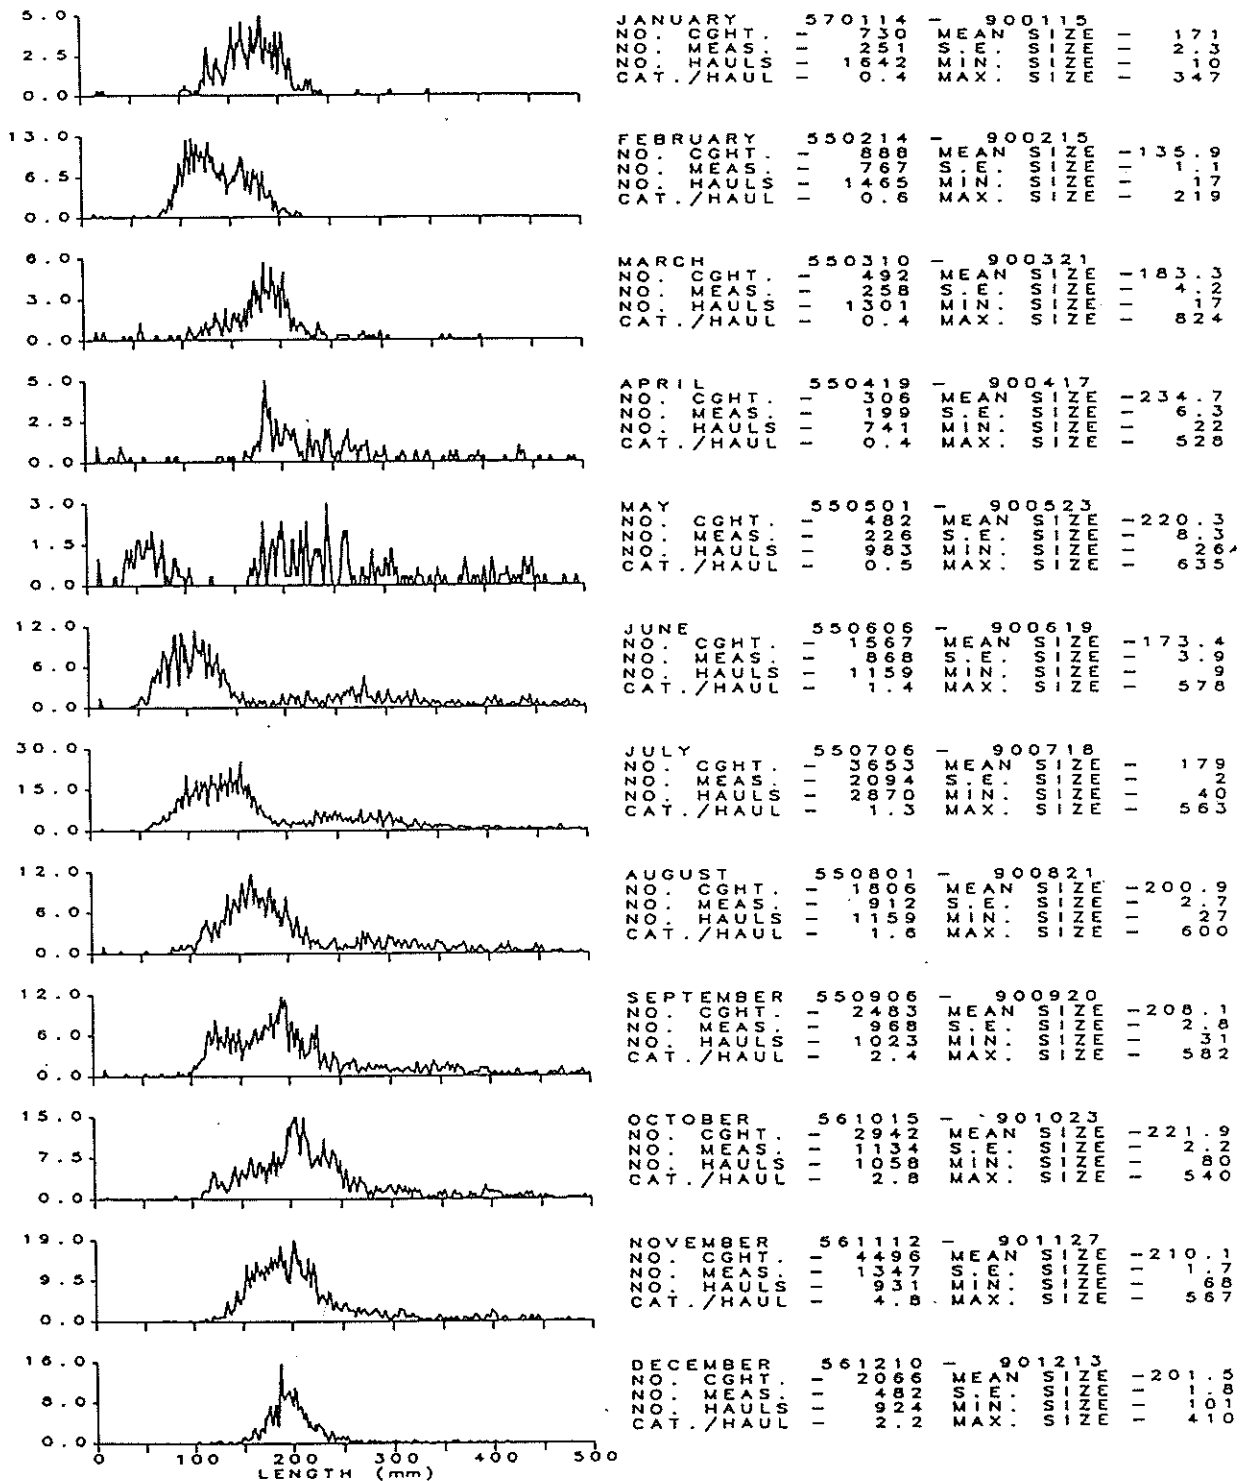 5.0 JANUARY 570114 - 900115
NO. CGHT. - 730 MEAN SIZE - 171
2.5 NO. MEAS. - 251 S.E. SIZE - 2.3
NO. HAULS - 1642 MIN. SIZE - 10
0.0 CAT./HAUL - 0.4 MAX. SIZE - 347
13.0 FEBRUARY 550214 - 900215
NO. CGHT. - 888 MEAN SIZE -135.9
6.5 NO. MEAS. - 767 S.E. SIZE - 1.1
NO. HAULS - 1465 MIN. SIZE - 17
0.0 CAT./HAUL - 0.6 MAX. SIZE - 219
6.0 MARCH 550310 - 900321
NO. CGHT. - 492 MEAN SIZE -183.3
3.0 NO. MEAS. - 258 S.E. SIZE - 4.2
NO. HAULS - 1301 MIN. SIZE - 17
0.0 CAT./HAUL - 0.4 MAX. SIZE - 824
5.0 APRIL 550419 - 900417
NO. CGHT. - 306 MEAN SIZE -234.7
2.5 NO. MEAS. - 199 S.E. SIZE - 6.3
NO. HAULS - 741 MIN. SIZE - 22
0.0 CAT./HAUL - 0.4 MAX. SIZE - 528
3.0 MAY 550501 - 900523
NO. CGHT. - 482 MEAN SIZE -220.3
1.5 NO. MEAS. - 226 S.E. SIZE - 8.3
NO. HAULS - 983 MIN. SIZE - 26
0.0 CAT./HAUL - 0.5 MAX. SIZE - 635
12.0 JUNE 550606 - 900619
NO. CGHT. - 1567 MEAN SIZE -173.4
6.0 NO. MEAS. - 868 S.E. SIZE - 3.9
NO. HAULS - 1159 MIN. SIZE - 9
0.0 CAT./HAUL - 1.4 MAX. SIZE - 578
30.0 JULY 550706 - 900718
NO. CGHT. - 3653 MEAN SIZE - 179
15.0 NO. MEAS. - 2094 S.E. SIZE - 2
NO. HAULS - 2870 MIN. SIZE - 40
0.0 CAT./HAUL - 1.3 MAX. SIZE - 563
12.0 AUGUST 550801 - 900821
NO. CGHT. - 1806 MEAN SIZE -200.9
6.0 NO. MEAS. - 912 S.E. SIZE - 2.7
NO. HAULS - 1159 MIN. SIZE - 27
0.0 CAT./HAUL - 1.6 MAX. SIZE - 600
12.0 SEPTEMBER 550906 - 900920
NO. CGHT. - 2483 MEAN SIZE -208.1
6.0 NO. MEAS. - 968 S.E. SIZE - 2.8
NO. HAULS - 1023 MIN. SIZE - 31
0.0 CAT./HAUL - 2.4 MAX. SIZE - 582
15.0 OCTOBER 561015 - 901023
NO. CGHT. - 2942 MEAN SIZE -221.9
7.5 NO. MEAS. - 1134 S.E. SIZE - 2.2
NO. HAULS - 1058 MIN. SIZE - 80
0.0 CAT./HAUL - 2.8 MAX. SIZE - 540
19.0 NOVEMBER 561112 - 901127
NO. CGHT. - 4496 MEAN SIZE -210.1
9.5 NO. MEAS. - 1347 S.E. SIZE - 1.7
NO. HAULS - 931 MIN. SIZE - 68
0.0 CAT./HAUL - 4.8 MAX. SIZE - 567
16.0 DECEMBER 561210 - 901213
NO. CGHT. - 2066 MEAN SIZE -201.5
8.0 NO. MEAS. - 482 S.E. SIZE - 1.8
NO. HAULS - 924 MIN. SIZE - 101
0.0 CAT./HAUL - 2.2 MAX. SIZE - 410
0 100 200 300 400 500
LENGTH (mm)